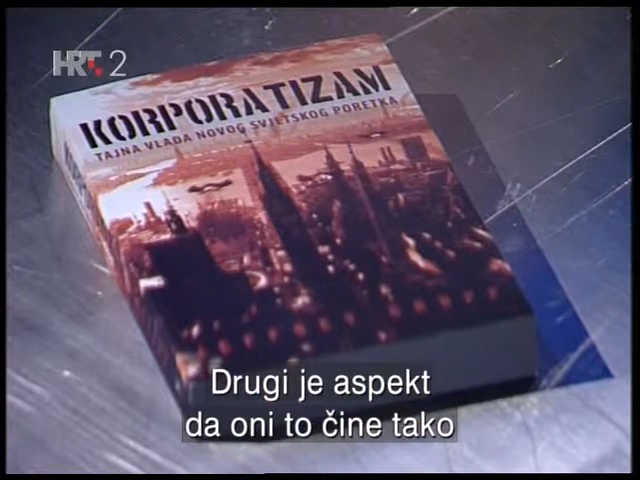 HRT 2
KORPORATIZAM
TAJNA VLADA NOVOG SVJETSKOG PORETKA
Drugi je aspekt
da oni to čine tako